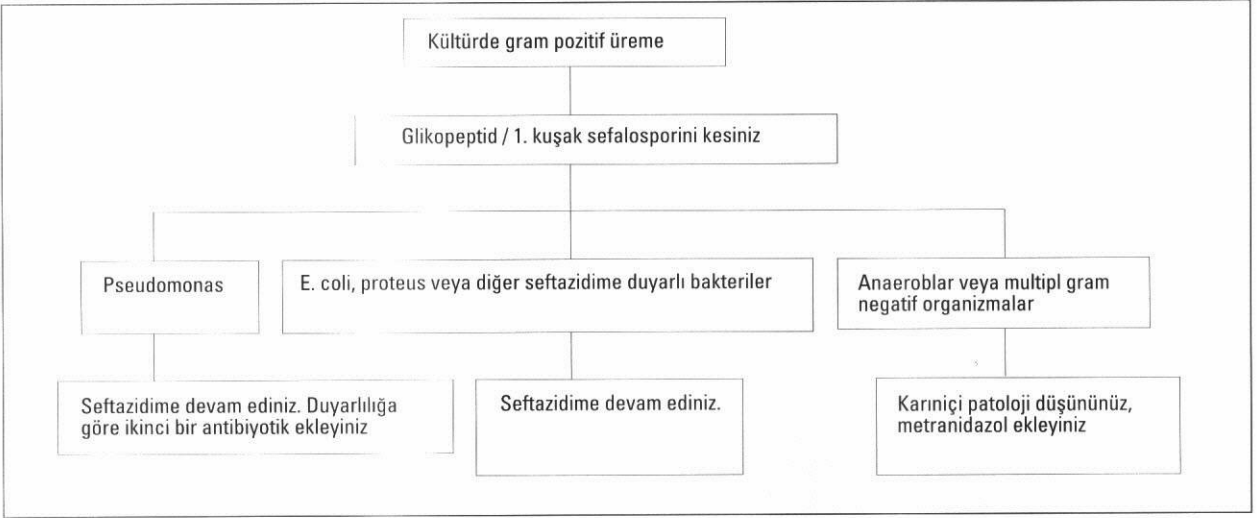 Kültürde gram pozitif üreme
Glikopeptid / 1. kuşak sefalosporini kesiniz
Pseudomonas
E. coli, proteus veya diğer seftazidime duyarlı bakteriler
Anaeroblar veya multipl gram
negatif organizmalar
Seftazidime devam ediniz. Duyarlılığa
göre ikinci bir antibiyotik ekleyiniz
Seftazidime devam ediniz.
Karıniçi patoloji düşününüz,
metranidazol ekleyiniz